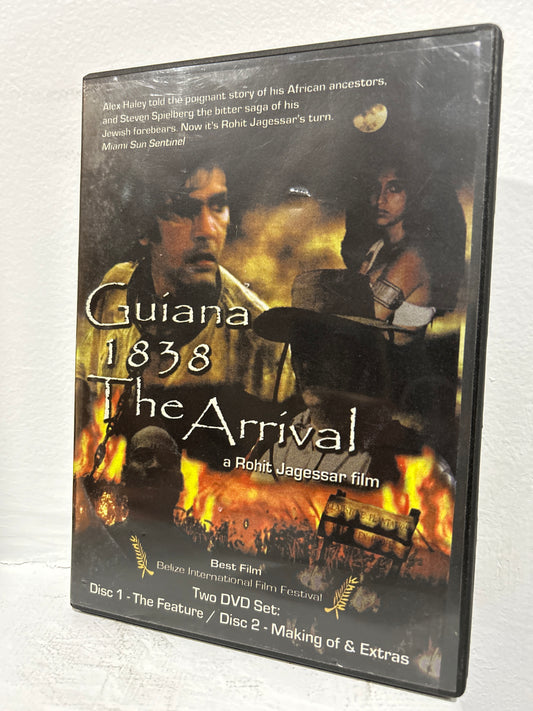 Alex Haley told the poignant story of his African ancestors,
and Steven Spielberg the bitter saga of his
Jewish forebears. Now it's Rohit Jagessar's turn.
Miami Sun Sentinel
Guiana
1838
The Arrival
a Rohit Jagessar film
Best Film
Belize International Film Festival
Two DVD Set:
Disc 1 - The Feature / Disc 2 - Making of & Extras